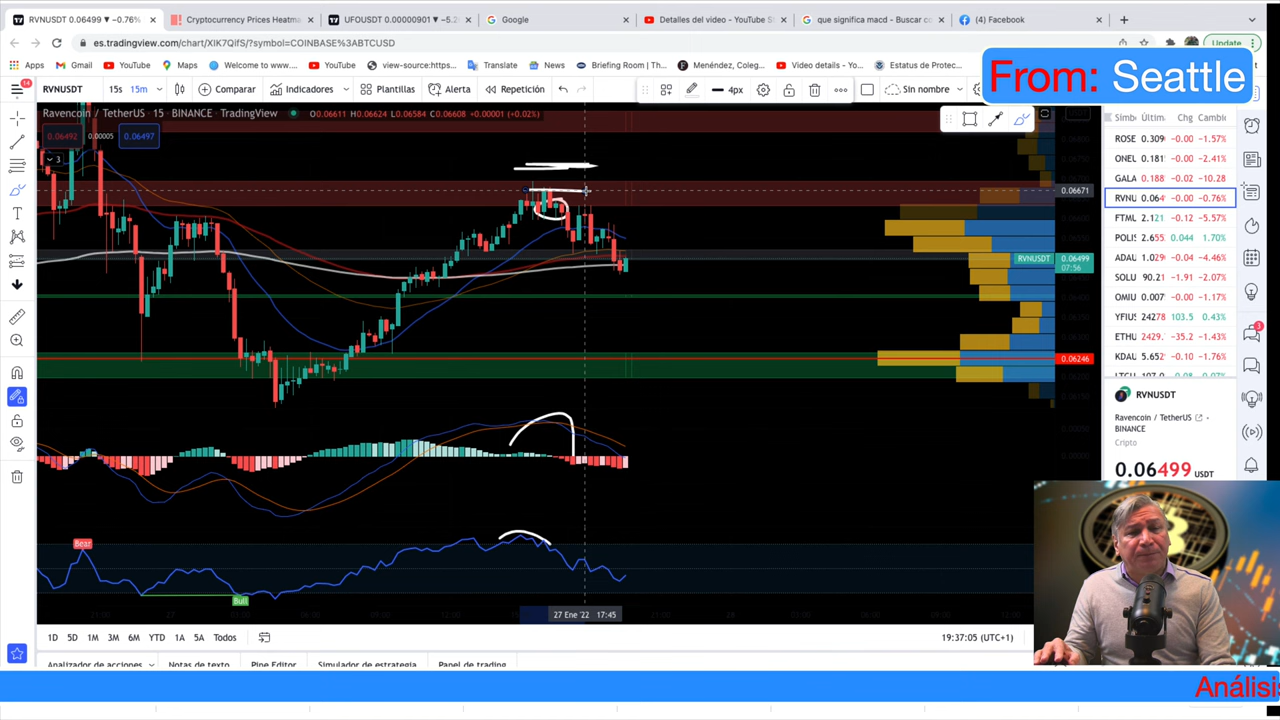 RVNUSDT 0.06499 ▼ −0.76%
Cryptocurrency Prices Heatma
UFOUSDT 0.00000901 ▼ −5.2
Google
Detalles del video - YouTube S
que significa macd - Buscar co
(4) Facebook
es.tradingview.com/chart/XIK7QifS/?symbol=COINBASE%3ABTCUSD
Update
Apps
Gmail
YouTube
Maps
Welcome to www....
YouTube
view-source:https...
Translate
News
Briefing Room | Th...
Menéndez, Coleg...
Video details - Yo...
Estatus de Protec...
From: Seattle
14
RVNUSDT
15s
15m
Comparar
Indicadores
Plantillas
Alerta
Repetición
4px
Sin nombre
Ravencoin / TetherUS
15
BINANCE
TradingView
O0.06611 H0.06624 L0.06584 C0.06608 +0.00001 (+0.02%)
0.06492
0.00005
0.06497
3
0.06671
RVNUSDT
0.06499
07:56
0.06246
Bear
Bull
27 Ene '22 17:45
1D
5D
1M
3M
6M
YTD
1A
5A
Todos
19:37:05 (UTC+1)
Analizador de acciones
Notas de texto
Pine Editor
Simulador de estrategia
Papel de trading
Símb
Últim
Chg
Cambic
ROSE 0.309 -0.00 -1.57%
ONEL 0.181 -0.00 -2.41%
GALA 0.188 -0.02 -10.28
RVNU 0.064 -0.00 -0.76%
FTML 2.121 -0.12 -5.57%
POLIS 2.655 0.044 1.70%
ADAU 1.029 -0.04 -4.46%
SOLU 90.21 -1.91 -2.07%
OMIU 0.007 -0.00 -1.17%
YFIUS 24278 103.5 0.43%
ETHU 2429. -35.2 -1.43%
KDAU 5.652 -0.10 -1.76%
3
RVNUSDT
Ravencoin / TetherUS
BINANCE
Cripto
0.06499 USDT
Análisis